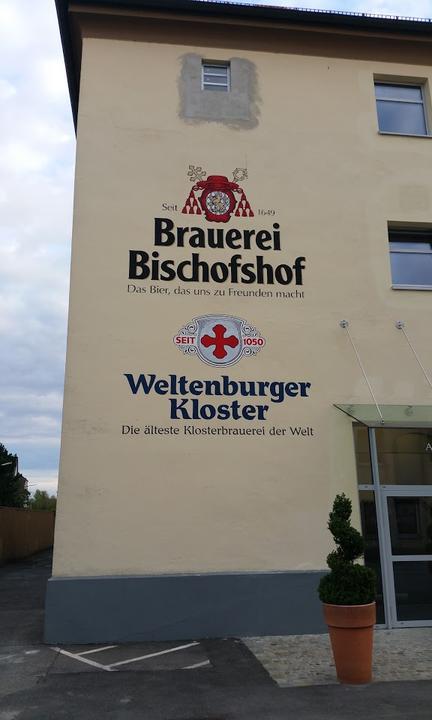 Seit 1649
Brauerei
Bischofshof
Das Bier, das uns zu Freunden macht
SEIT 1050
Weltenburger
Kloster
Die älteste Klosterbrauerei der Welt